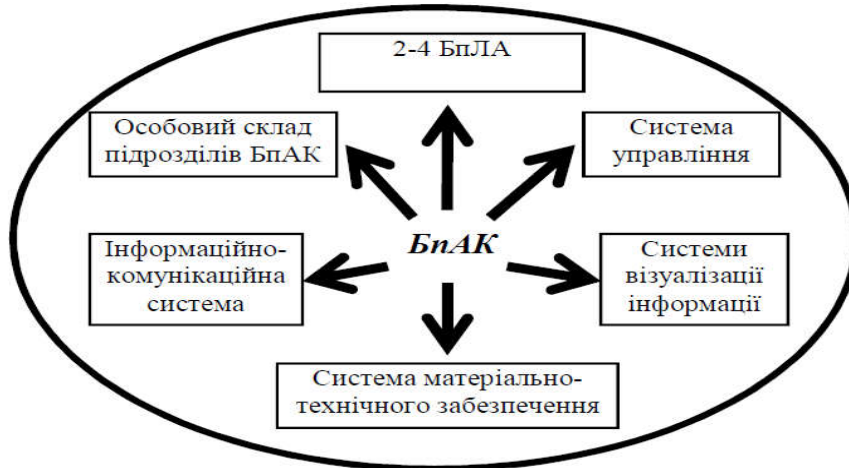 2-4 БпЛА
Особовий склад
підрозділів БпАК
Система
управління
БпАК
Інформаційно-
комунікаційна
система
Системи
візуалізації
інформації
Система матеріально-
технічного забезпечення